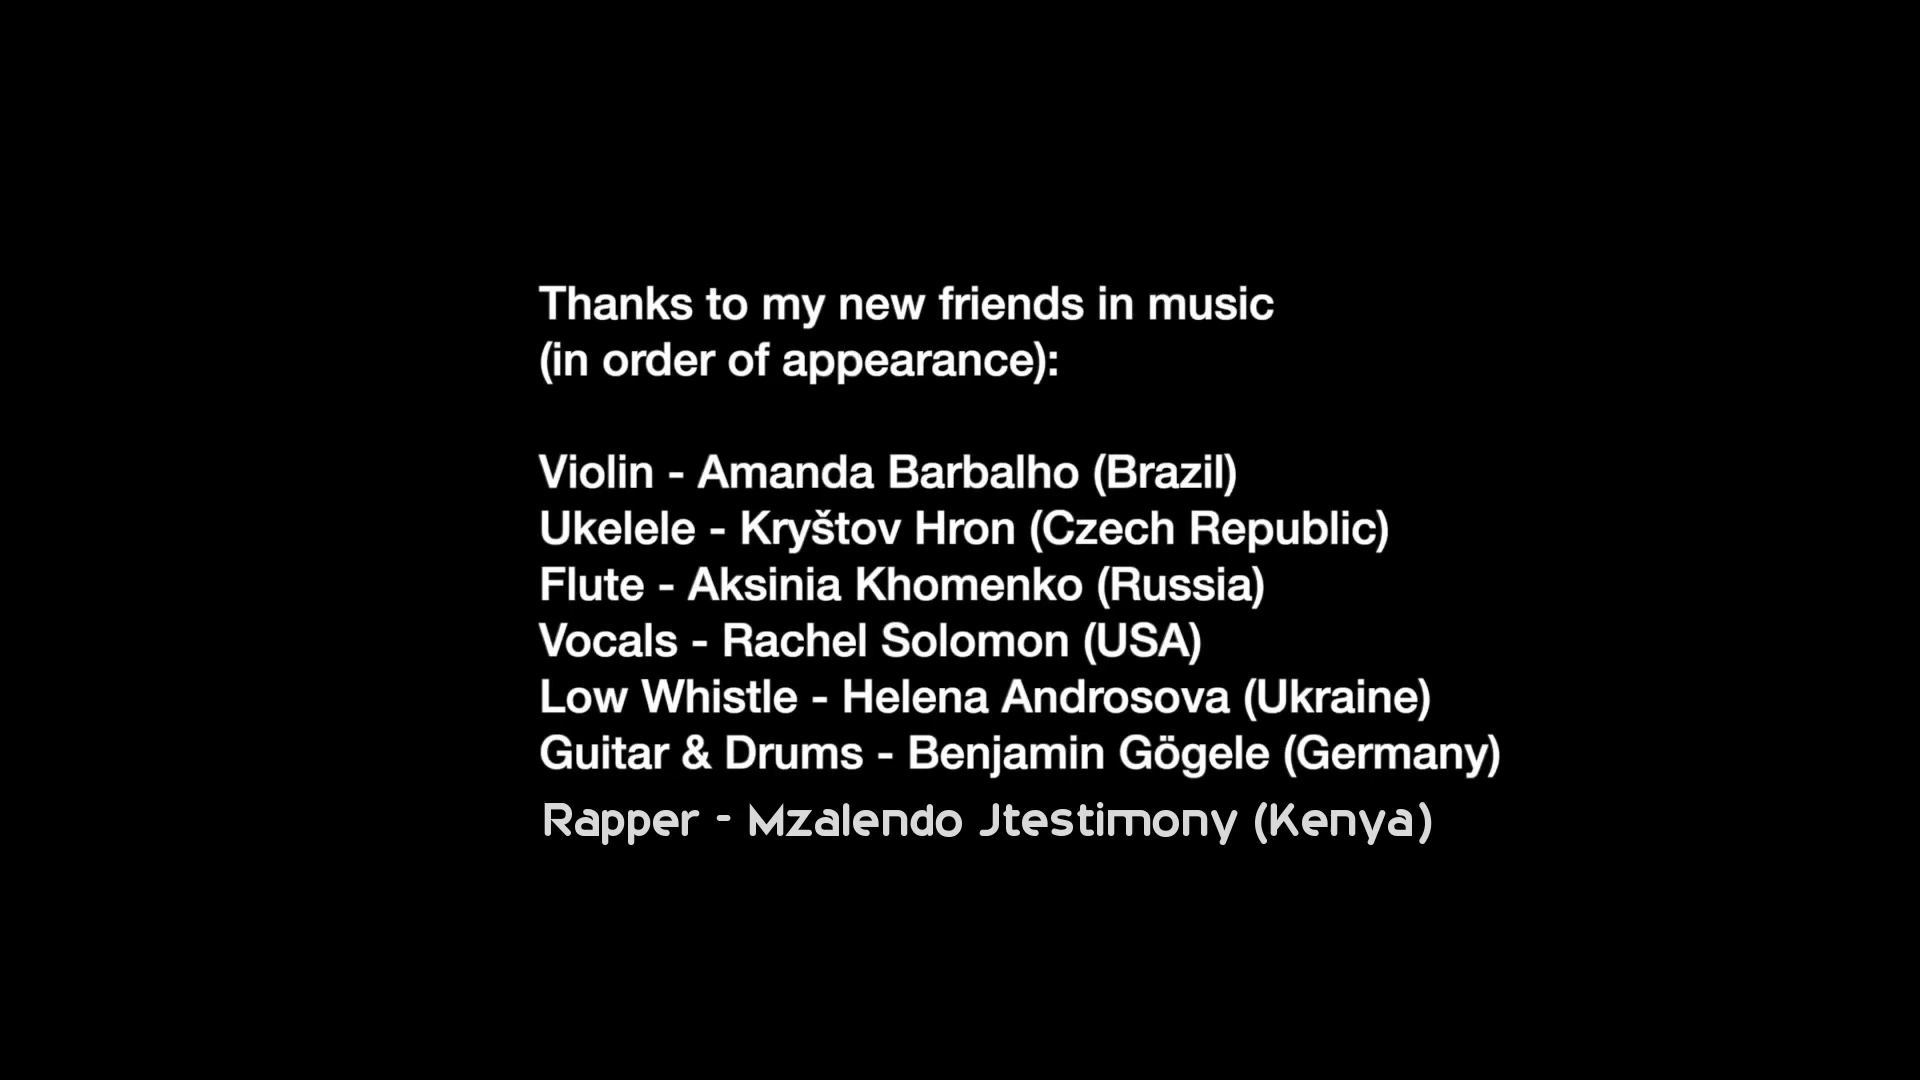 Thanks to my new friends in music
(in order of appearance):
Violin - Amanda Barbalho (Brazil)
Ukelele - Kryštov Hron (Czech Republic)
Flute - Aksinia Khomenko (Russia)
Vocals - Rachel Solomon (USA)
Low Whistle - Helena Androsova (Ukraine)
Guitar & Drums - Benjamin Gögele (Germany)
Rapper - Mzalendo Jtestimony (Kenya)